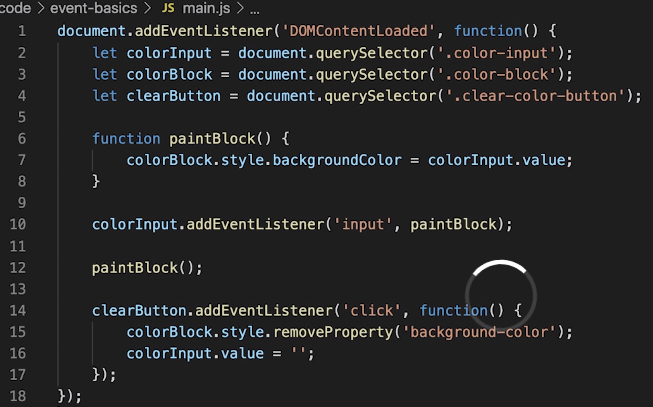 code > event-basics > JS main.js > ...
1 document.addEventListener('DOMContentLoaded', function() {
2 let colorInput = document.querySelector('.color-input');
3 let colorBlock = document.querySelector('.color-block');
4 let clearButton = document.querySelector('.clear-color-button');
5
6 function paintBlock() {
7 colorBlock.style.backgroundColor = colorInput.value;
8 }
9
10 colorInput.addEventListener('input', paintBlock);
11
12 paintBlock();
13
14 clearButton.addEventListener('click', function() {
15 colorBlock.style.removeProperty('background-color');
16 colorInput.value = '';
17 });
18 });